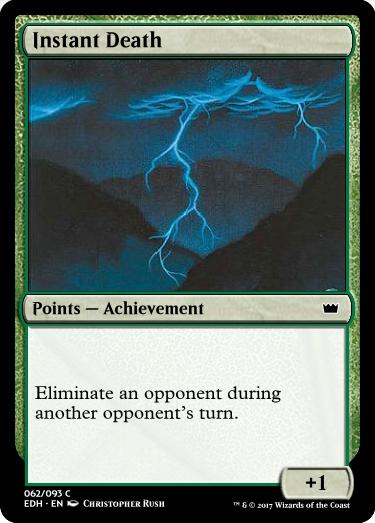 Instant Death
Points — Achievement
Eliminate an opponent during
another opponent's turn.
+1
062/093 C
EDH • EN Christopher Rush
™ & © 2017 Wizards of the Coast